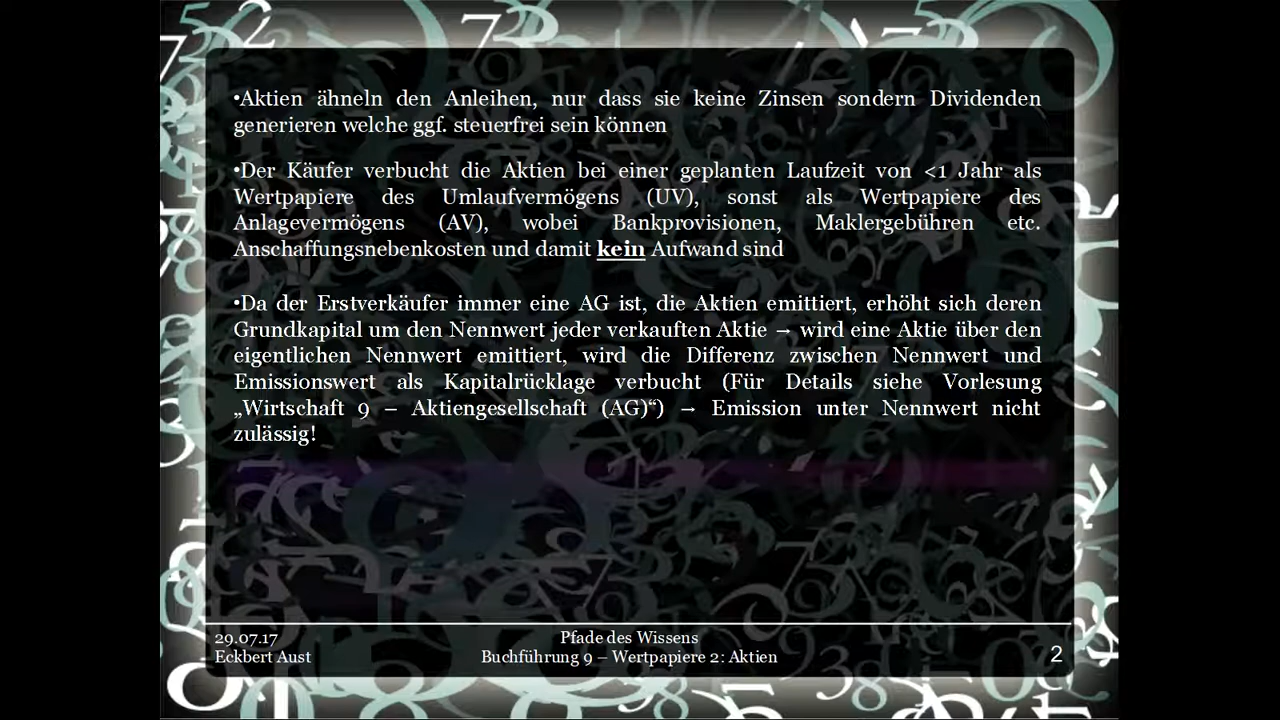 •Aktien ähneln den Anleihen, nur dass sie keine Zinsen sondern Dividenden
generieren welche ggf. steuerfrei sein können
•Der Käufer verbucht die Aktien bei einer geplanten Laufzeit von <1 Jahr als
Wertpapiere des Umlaufvermögens (UV), sonst als Wertpapiere des
Anlagevermögens (AV), wobei Bankprovisionen, Maklergebühren etc.
Anschaffungsnebenkosten und damit kein Aufwand sind
•Da der Erstverkäufer immer eine AG ist, die Aktien emittiert, erhöht sich deren
Grundkapital um den Nennwert jeder verkauften Aktie → wird eine Aktie über den
eigentlichen Nennwert emittiert, wird die Differenz zwischen Nennwert und
Emissionswert als Kapitalrücklage verbucht (Für Details siehe Vorlesung
„Wirtschaft 9 – Aktiengesellschaft (AG)“) → Emission unter Nennwert nicht
zulässig!
29.07.17
Eckbert Aust
Pfade des Wissens
Buchführung 9 – Wertpapiere 2: Aktien
2